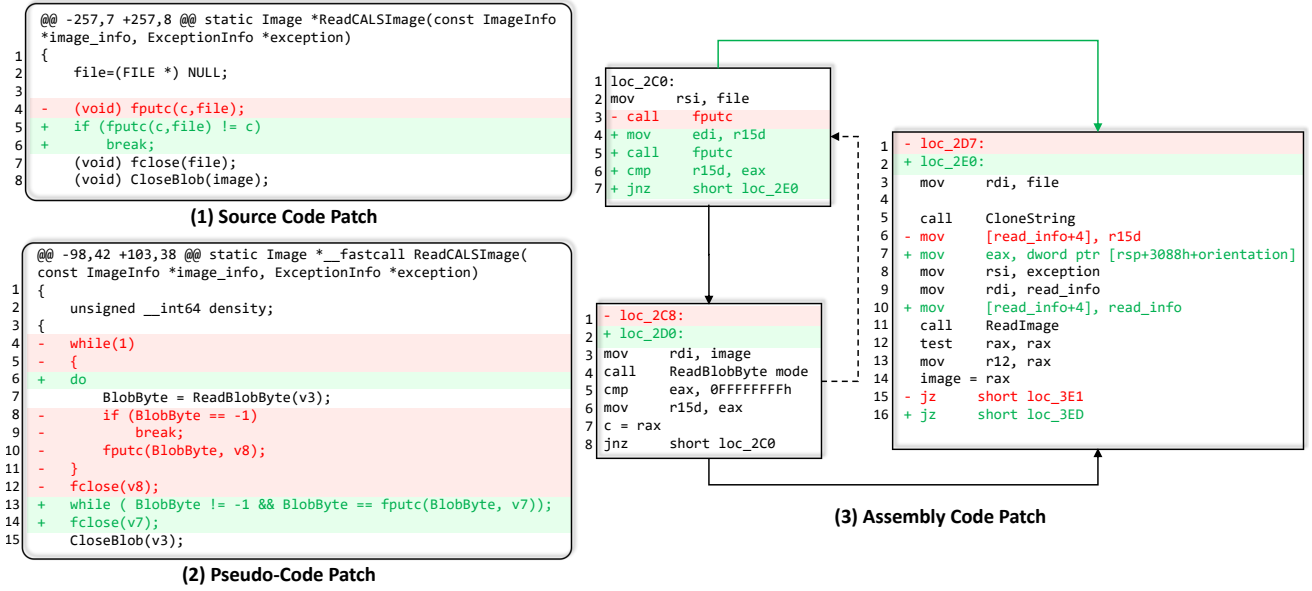 @@ -257,7 +257,8 @@ static Image *ReadCALSImage(const ImageInfo
*image_info, ExceptionInfo *exception)
1 {
2 file=(FILE *) NULL;
3
4 - (void) fputc(c,file);
5 + if (fputc(c,file) != c)
6 + break;
7 (void) fclose(file);
8 (void) CloseBlob(image);
(1) Source Code Patch
@@ -98,42 +103,38 @@ static Image *__fastcall ReadCALSImage(
const ImageInfo *image_info, ExceptionInfo *exception)
1 {
2 unsigned __int64 density;
3 {
4 - while(1)
5 - {
6 + do
7 BlobByte = ReadBlobByte(v3);
8 - if (BlobByte == -1)
9 - break;
10 - fputc(BlobByte, v8);
11 - }
12 - fclose(v8);
13 + while ( BlobByte != -1 && BlobByte == fputc(BlobByte, v7));
14 + fclose(v7);
15 CloseBlob(v3);
(2) Pseudo-Code Patch
1 loc_2C0:
2 mov rsi, file
3 - call fputc
4 + mov edi, r15d
5 + call fputc
6 + cmp r15d, eax
7 + jnz short loc_2E0
1 - loc_2C8:
2 + loc_2D0:
3 mov rdi, image
4 call ReadBlobByte mode
5 cmp eax, 0FFFFFFFFh
6 mov r15d, eax
7 c = rax
8 jnz short loc_2C0
1 - loc_2D7:
2 + loc_2E0:
3 mov rdi, file
4
5 call CloneString
6 - mov [read_info+4], r15d
7 + mov eax, dword ptr [rsp+3088h+orientation]
8 mov rsi, exception
9 mov rdi, read_info
10 + mov [read_info+4], read_info
11 call ReadImage
12 test rax, rax
13 mov r12, rax
14 image = rax
15 - jz short loc_3E1
16 + jz short loc_3ED
(3) Assembly Code Patch